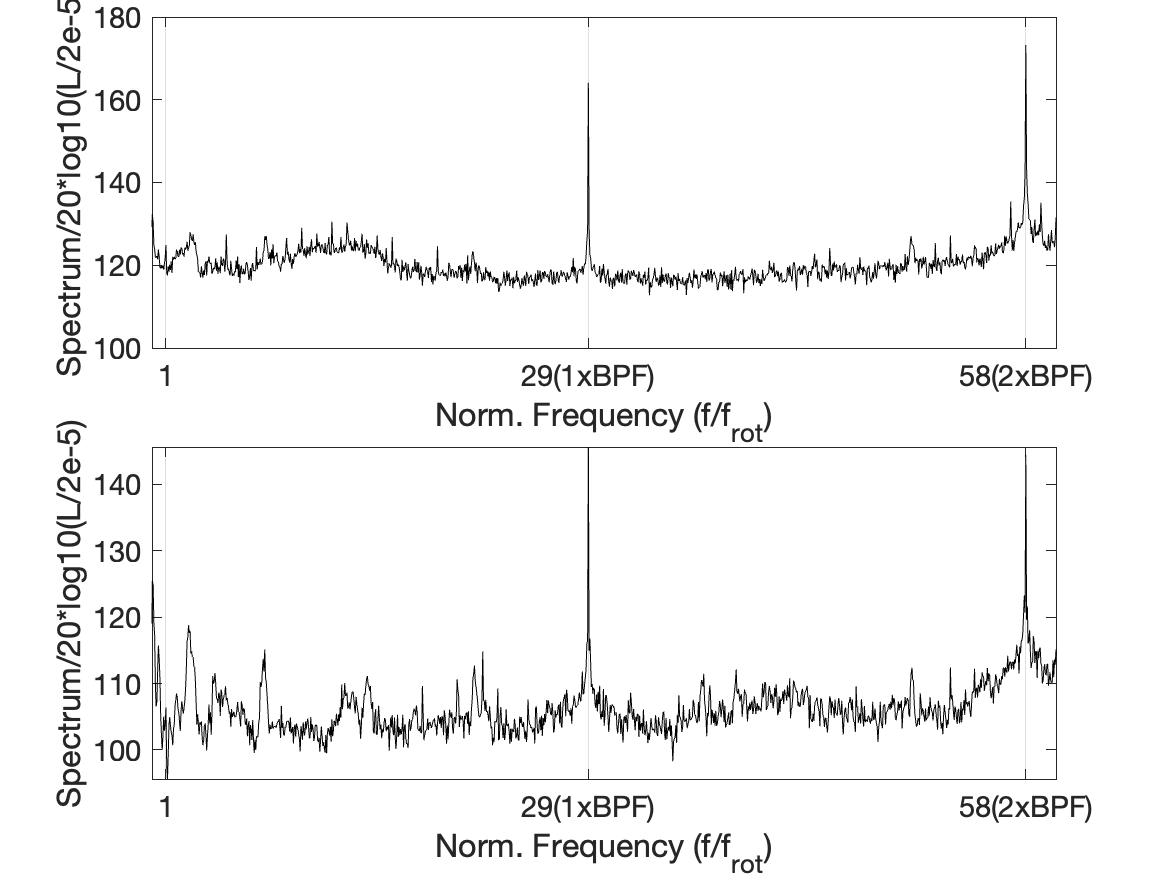 Spectrum/20*log10(L/2e-5
180
160
140
120
100
1
29(1xBPF)
58(2xBPF)
Norm. Frequency (f/frot)
Spectrum/20*log10(L/2e-5)
140
130
120
110
100
1
29(1xBPF)
58(2xBPF)
Norm. Frequency (f/frot)